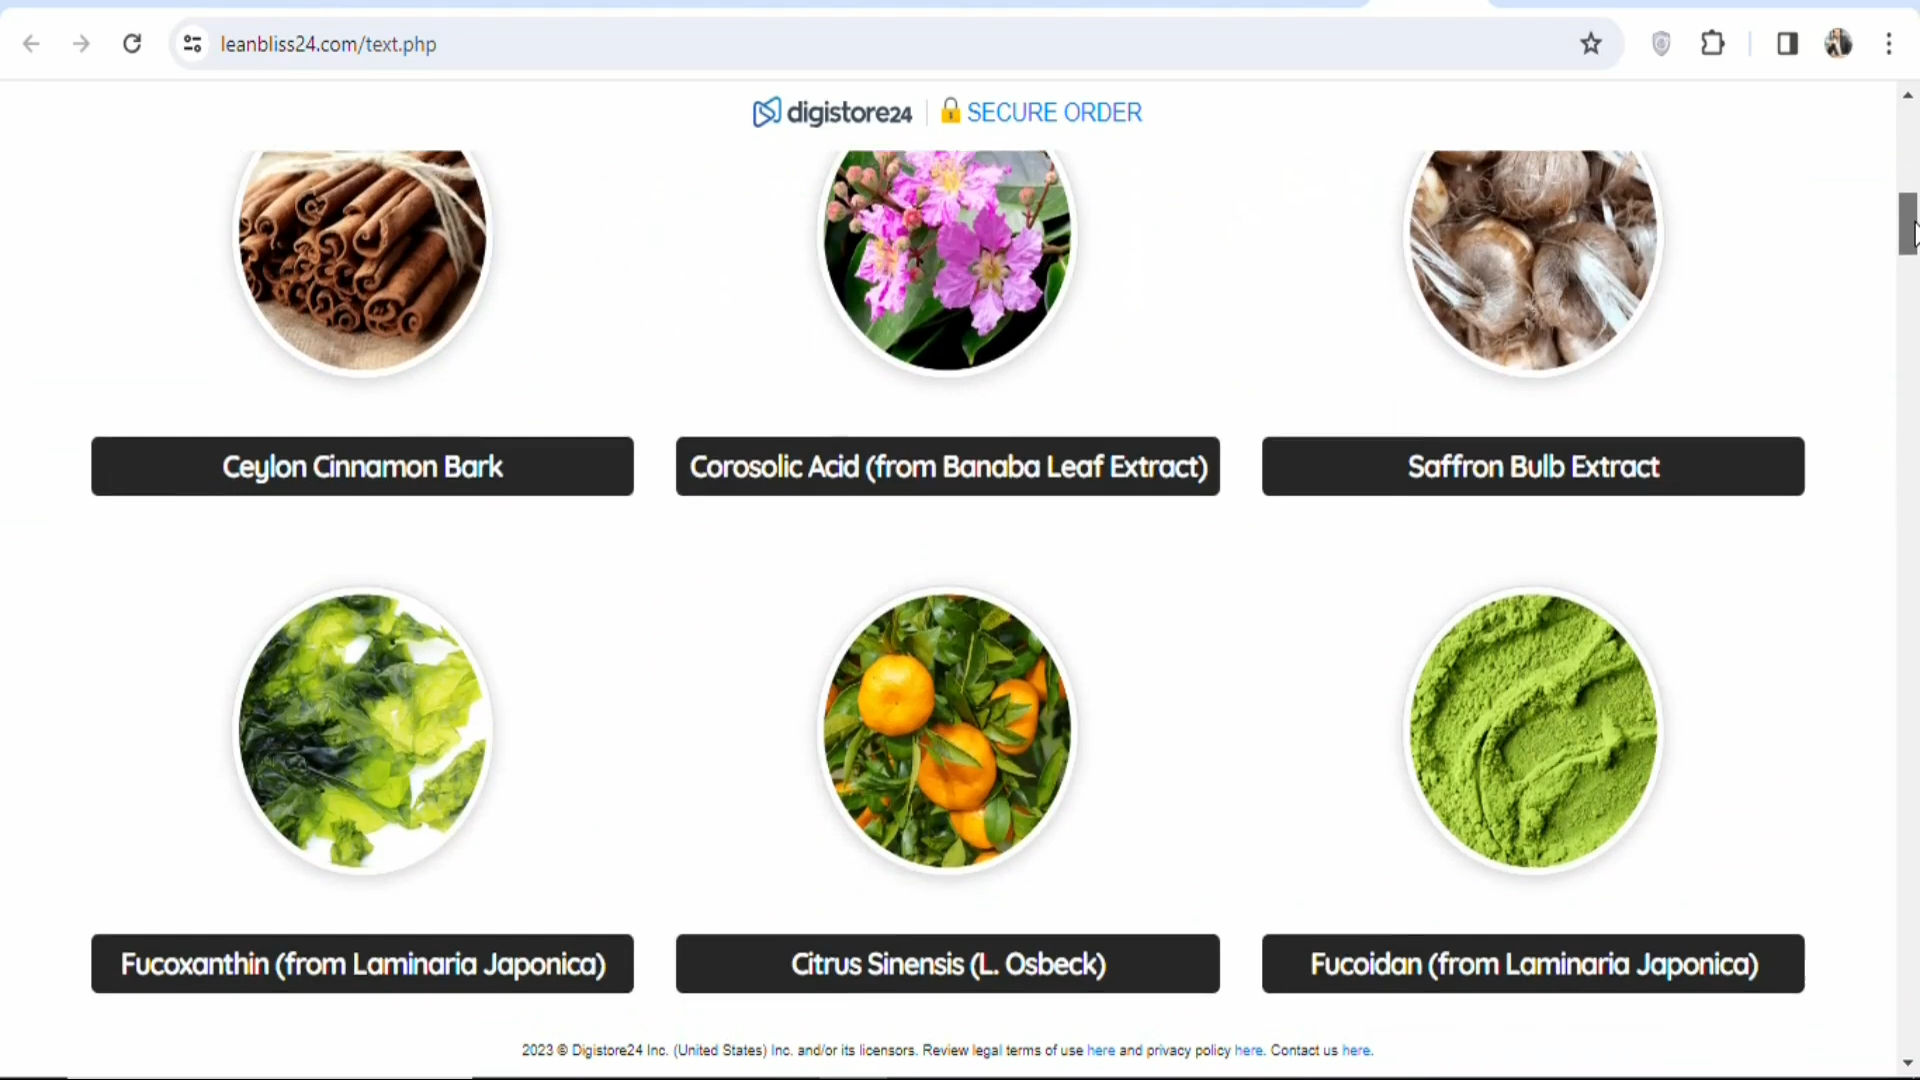 leanbliss24.com/text.php
digistore24 SECURE ORDER
Ceylon Cinnamon Bark
Corosolic Acid (from Banaba Leaf Extract)
Saffron Bulb Extract
Fucoxanthin (from Laminaria Japonica)
Citrus Sinensis (L. Osbeck)
Fucoidan (from Laminaria Japonica)
2023 © Digistore24 Inc. (United States) Inc. and/or its licensors. Review legal terms of use here and privacy policy here. Contact us here.